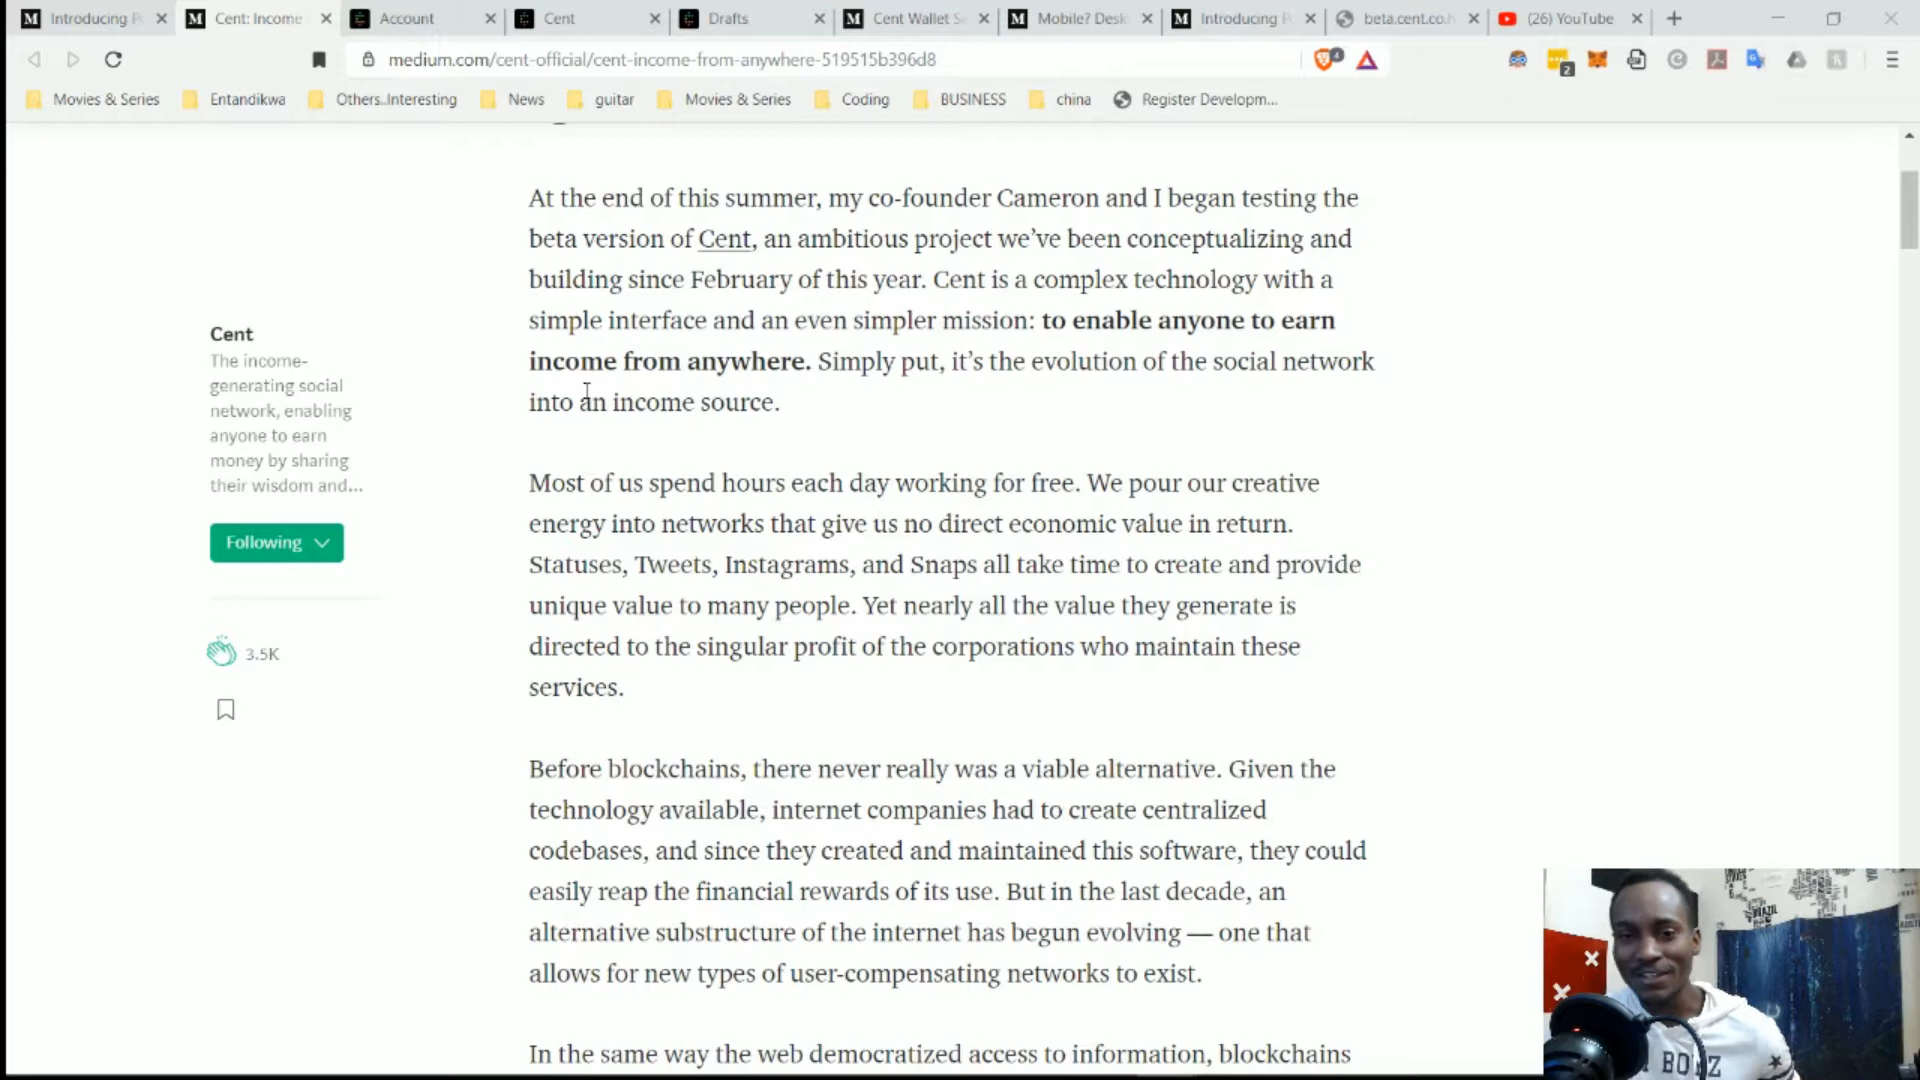 Introducing P
Cent: Income
Account
Cent
Drafts
Cent Wallet S
Mobile? Desk
Introducing P
beta.cent.co.
(26) YouTube
medium.com/cent-official/cent-income-from-anywhere-519515b396d8
4
2
Movies & Series
Entandikwa
Others..Interesting
News
guitar
Movies & Series
Coding
BUSINESS
china
Register Developm...
At the end of this summer, my co-founder Cameron and I began testing the
beta version of Cent, an ambitious project we’ve been conceptualizing and
building since February of this year. Cent is a complex technology with a
simple interface and an even simpler mission: to enable anyone to earn
income from anywhere. Simply put, it’s the evolution of the social network
into an income source.
Cent
The income-
generating social
network, enabling
anyone to earn
money by sharing
their wisdom and...
Following
3.5K
Most of us spend hours each day working for free. We pour our creative
energy into networks that give us no direct economic value in return.
Statuses, Tweets, Instagrams, and Snaps all take time to create and provide
unique value to many people. Yet nearly all the value they generate is
directed to the singular profit of the corporations who maintain these
services.
Before blockchains, there never really was a viable alternative. Given the
technology available, internet companies had to create centralized
codebases, and since they created and maintained this software, they could
easily reap the financial rewards of its use. But in the last decade, an
alternative substructure of the internet has begun evolving — one that
allows for new types of user-compensating networks to exist.
In the same way the web democratized access to information, blockchains
BRAZIL